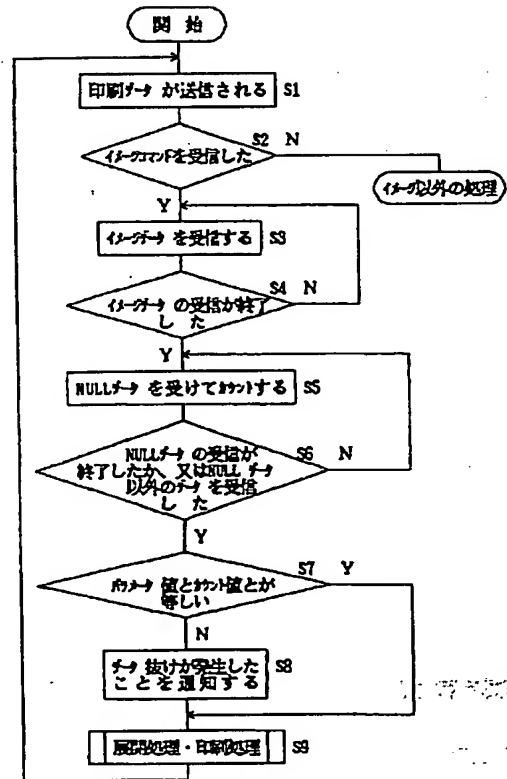 開 始
印刷データ が送信される S1
S2 N
イメージコマンドを受信した
イメージ以外の処理
Y
イメージデータ を受信する S3
S4 N
イメージデータ の受信が終了
し た
Y
NULLデータ を受けてカウントする S5
NULLデータ の受信が S6 N
終了したか、又はNULL データ
以外のデータ を受信
し た
Y
S7 Y
パラメータ 値とカウント値とが
等しい
N
データ 抜けが発生した S8
ことを通知する
展開処理・印刷処理 S9